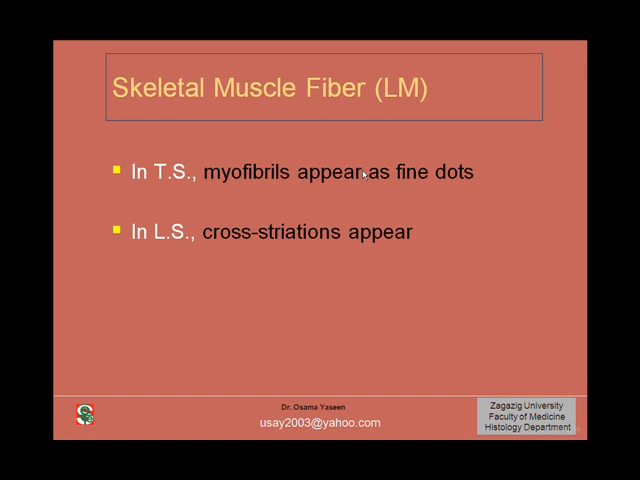 Skeletal Muscle Fiber (LM)
In T.S., myofibrils appear as fine dots
In L.S., cross-striations appear
Dr. Osama Yaseen
usay2003@yahoo.com
Zagazig University
Faculty of Medicine
Histology Department